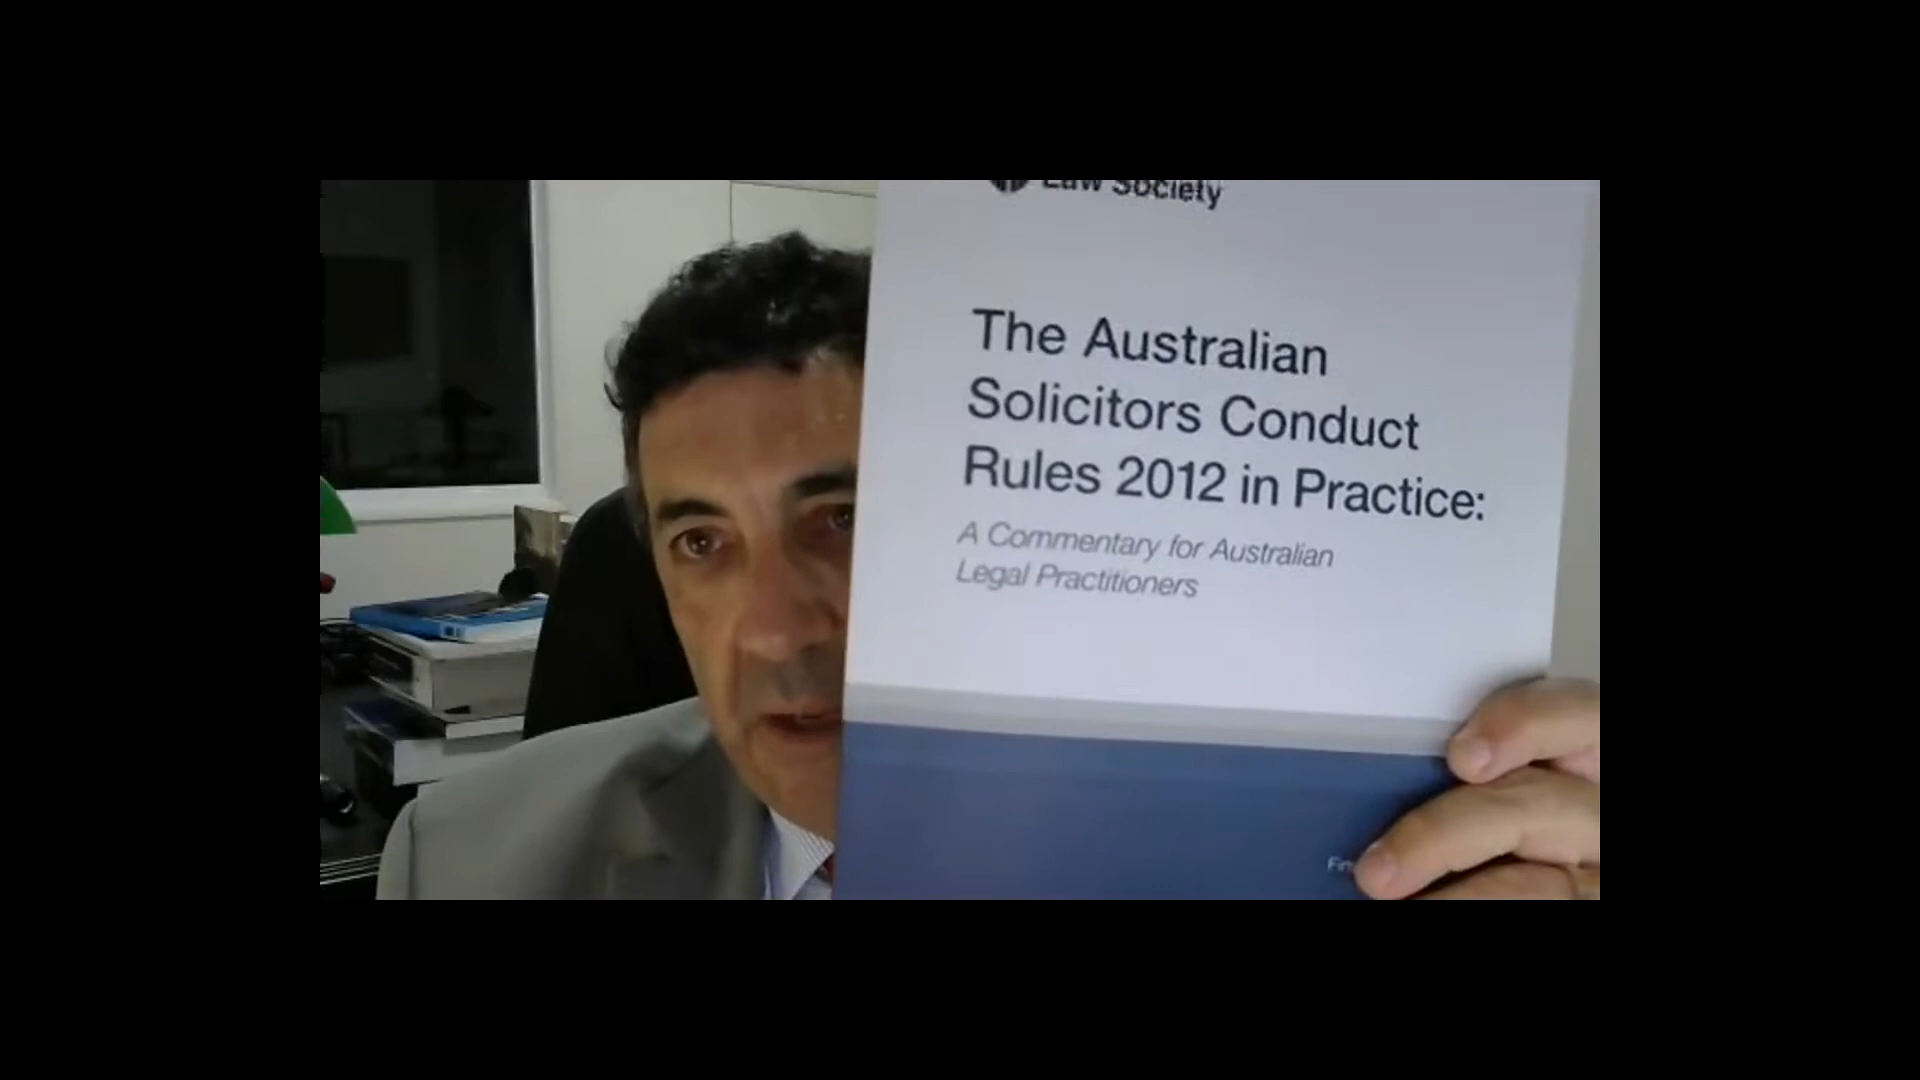 Law Society
The Australian
Solicitors Conduct
Rules 2012 in Practice:
A Commentary for Australian
Legal Practitioners